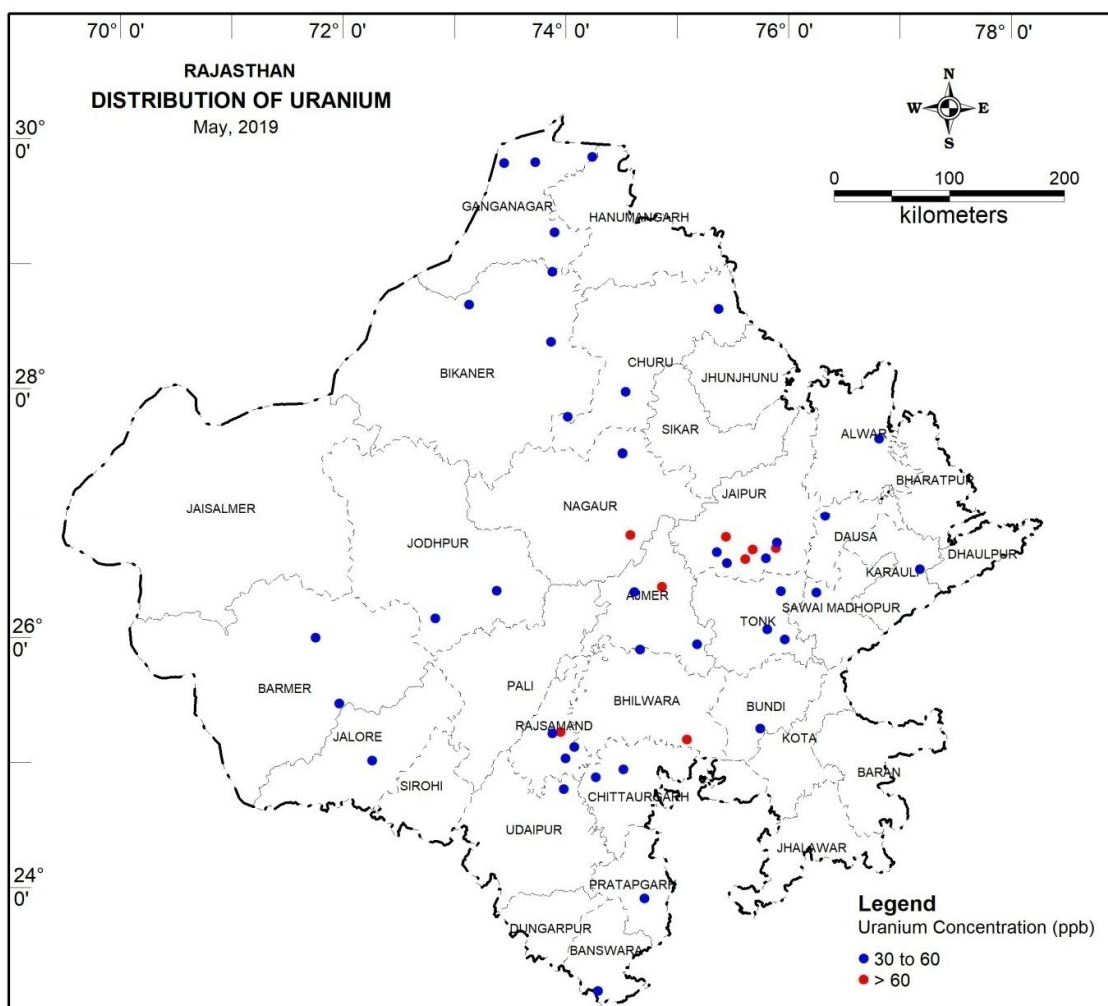 70° 0'
72° 0'
74° 0'
76° 0'
78° 0'
RAJASTHAN
DISTRIBUTION OF URANIUM
May, 2019
N
W E
S
30°
0'
0 100 200
kilometers
GANGANAGAR
HANUMANGARH
28°
0'
BIKANER
CHURU
JHUNJHUNU
SIKAR
ALWAR
BHARATPUR
JAISALMER
NAGAUR
JAIPUR
JODHPUR
DAUSA
DHAULPUR
KARAULI
AJMER
SAWAI MADHOPUR
TONK
26°
0'
BARMER
PALI
BHILWARA
BUNDI
RAJSAMAND
JALORE
KOTA
BARAN
SIROHI
CHITTAURGARH
UDAIPUR
JHALAWAR
24°
0'
PRATAPGARH
DUNGARPUR
BANSWARA
Legend
Uranium Concentration (ppb)
30 to 60
> 60